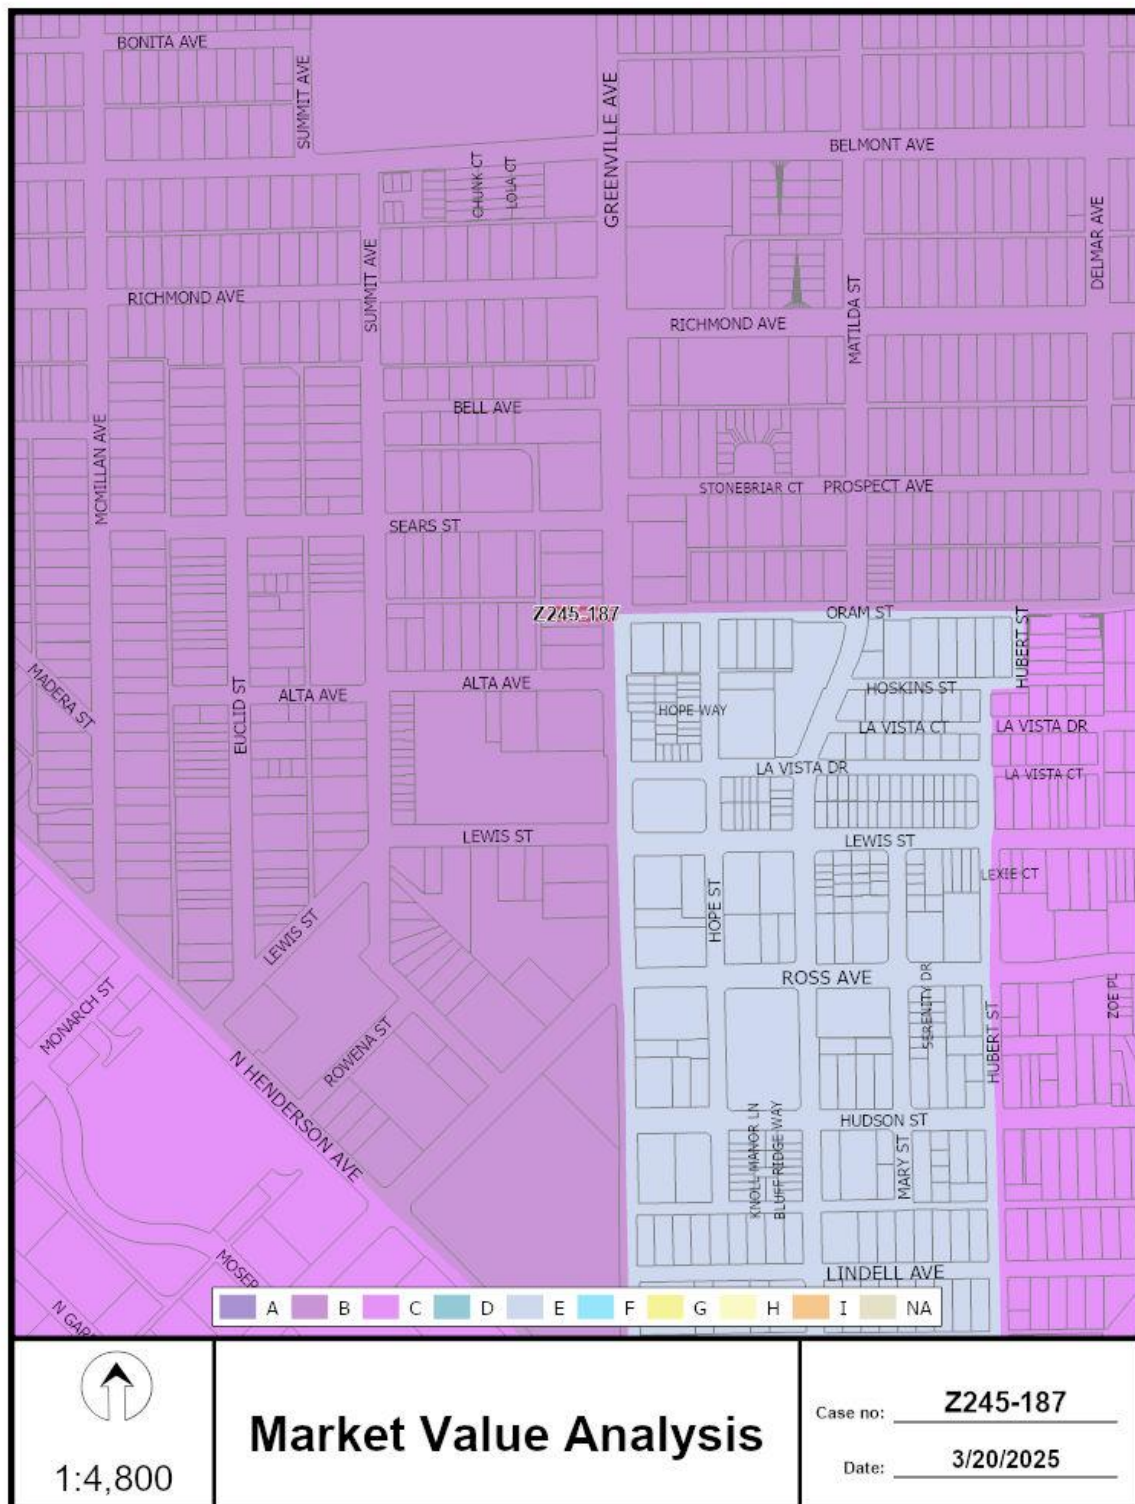 BONITA AVE
SUMMIT AVE
GREENVILLE AVE
BELMONT AVE
CHUNK CT
LOLA CT
DELMAR AVE
SUMMIT AVE
RICHMOND AVE
MATILDA ST
RICHMOND AVE
BELL AVE
MCMILLAN AVE
STONEBRIAR CT
PROSPECT AVE
SEARS ST
Z245-187
ORAM ST
HUBERT ST
MADERA ST
EUCLID ST
ALTA AVE
ALTA AVE
HOSKINS ST
HOPE WAY
LA VISTA CT
LA VISTA DR
LA VISTA DR
LA VISTA CT
LEWIS ST
LEWIS ST
LEXIE CT
HOPE ST
LEWIS ST
ROSS AVE
SERENITY DR
ZOE PL
MONARCH ST
ROWENA ST
HUBERT ST
N HENDERSON AVE
HUDSON ST
KNOLL MANOR LN
BLUFF RIDGE WAY
MARY ST
MOSER
LINDELL AVE
N GAR
A B C D E F G H I NA
1:4,800
Market Value Analysis
Case no: Z245-187
Date: 3/20/2025